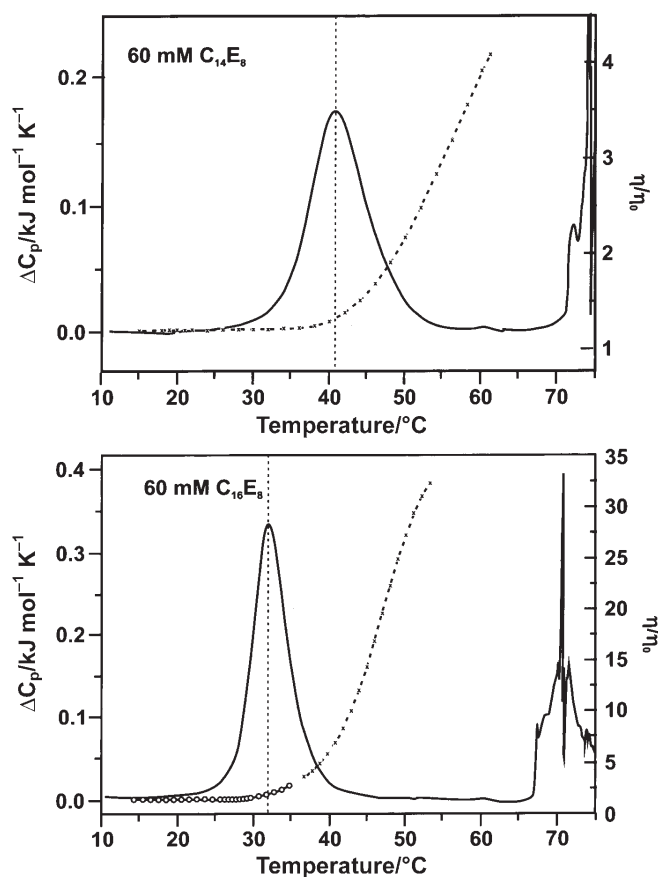 60 mM C₁₄E₈
0.2
0.1
0.0
ΔCₚ/kJ mol⁻¹ K⁻¹
4
3
2
1
η/η₀
10 20 30 40 50 60 70
Temperature/°C
60 mM C₁₆E₈
0.4
0.3
0.2
0.1
0.0
ΔCₚ/kJ mol⁻¹ K⁻¹
35
30
25
20
15
10
5
0
η/η₀
10 20 30 40 50 60 70
Temperature/°C